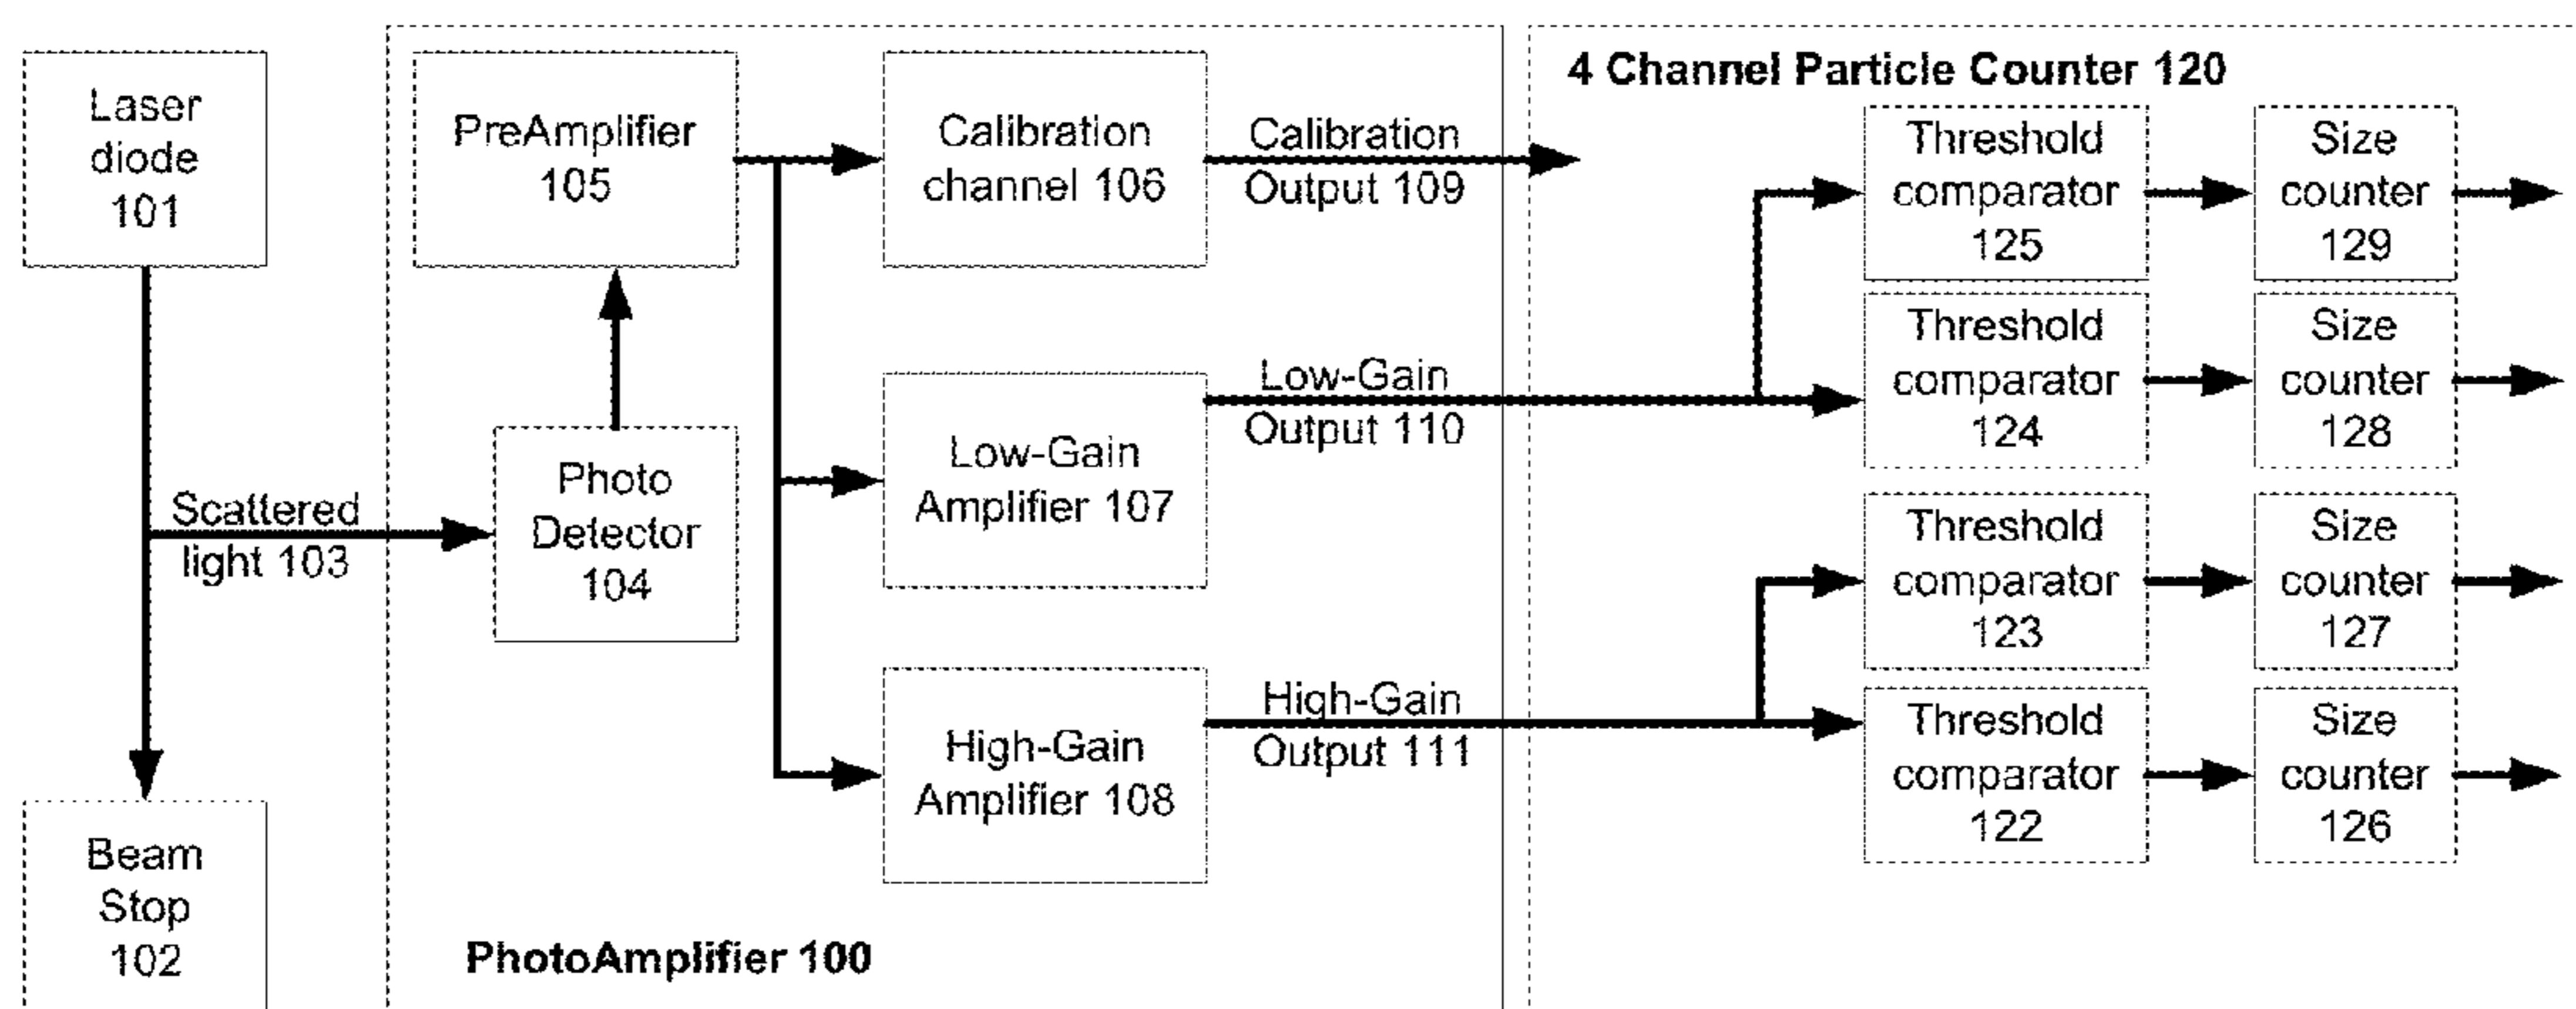 Laser
diode
101
Beam
Stop
102
Scattered
light 103
PreAmplifier
105
Photo
Detector
104
Calibration
channel 106
Low-Gain
Amplifier 107
High-Gain
Amplifier 108
PhotoAmplifier 100
Calibration
Output 109
Low-Gain
Output 110
High-Gain
Output 111
4 Channel Particle Counter 120
Threshold
comparator
125
Size
counter
129
Threshold
comparator
124
Size
counter
128
Threshold
comparator
123
Size
counter
127
Threshold
comparator
122
Size
counter
126